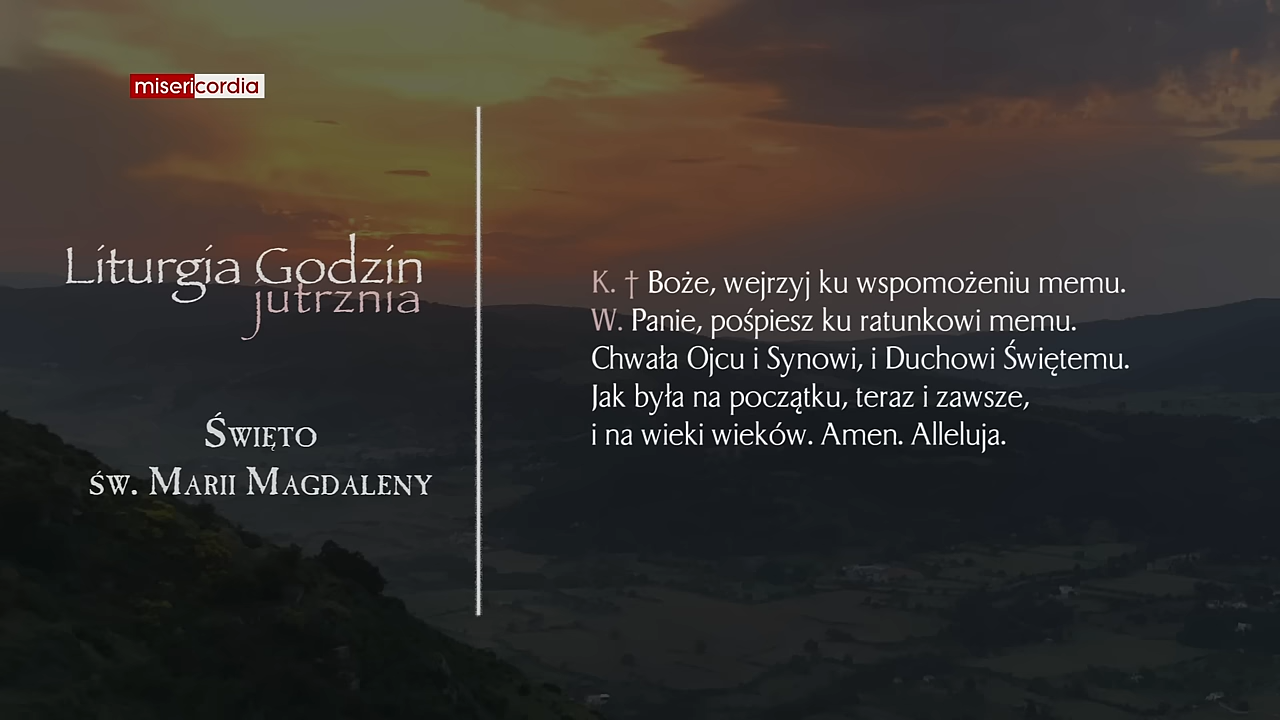 misericordia
Liturgia Godzin
jutrznia
Święto
św. Marii Magdaleny
K. † Boże, wejrzyj ku wspomożeniu memu.
W. Panie, pośpiesz ku ratunkowi memu.
Chwała Ojcu i Synowi, i Duchowi Świętemu.
Jak była na początku, teraz i zawsze,
i na wieki wieków. Amen. Alleluja.